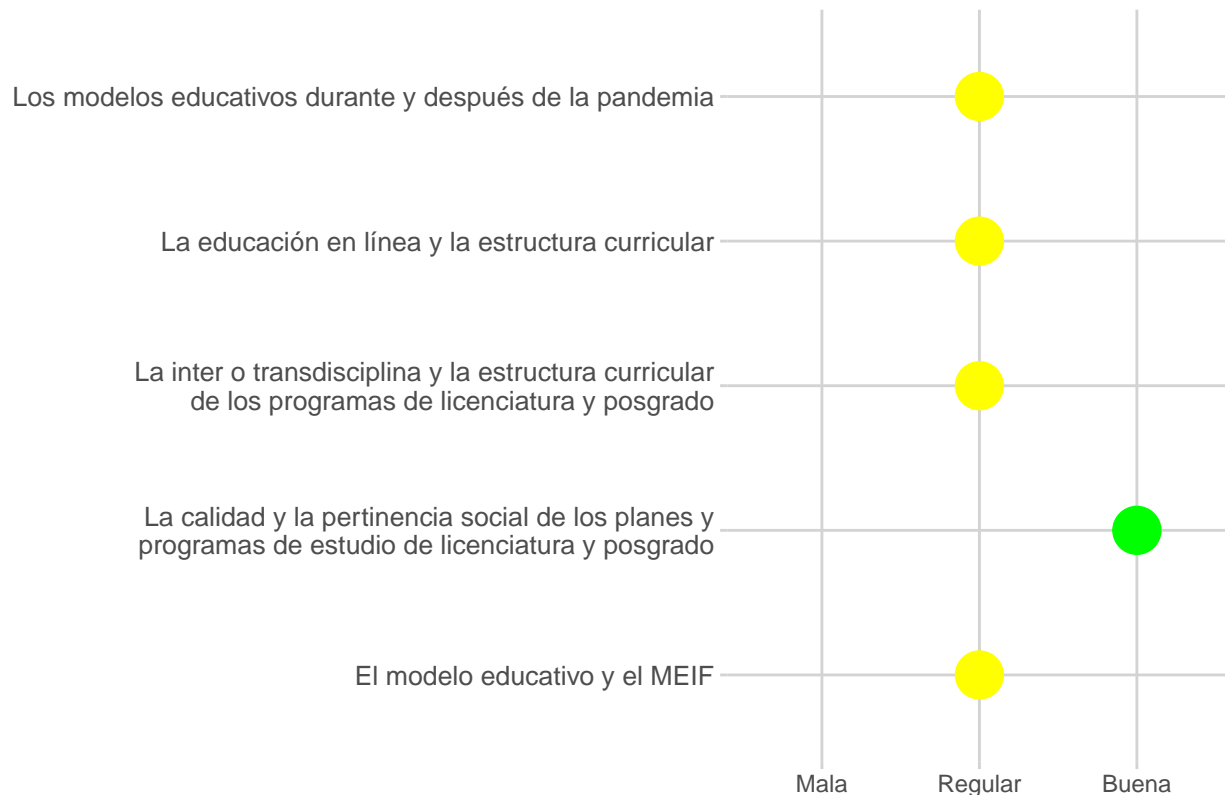 Los modelos educativos durante y después de la pandemia
La educación en línea y la estructura curricular
La inter o transdisciplina y la estructura curricular
de los programas de licenciatura y posgrado
La calidad y la pertinencia social de los planes y
programas de estudio de licenciatura y posgrado
El modelo educativo y el MEIF
Mala Regular Buena